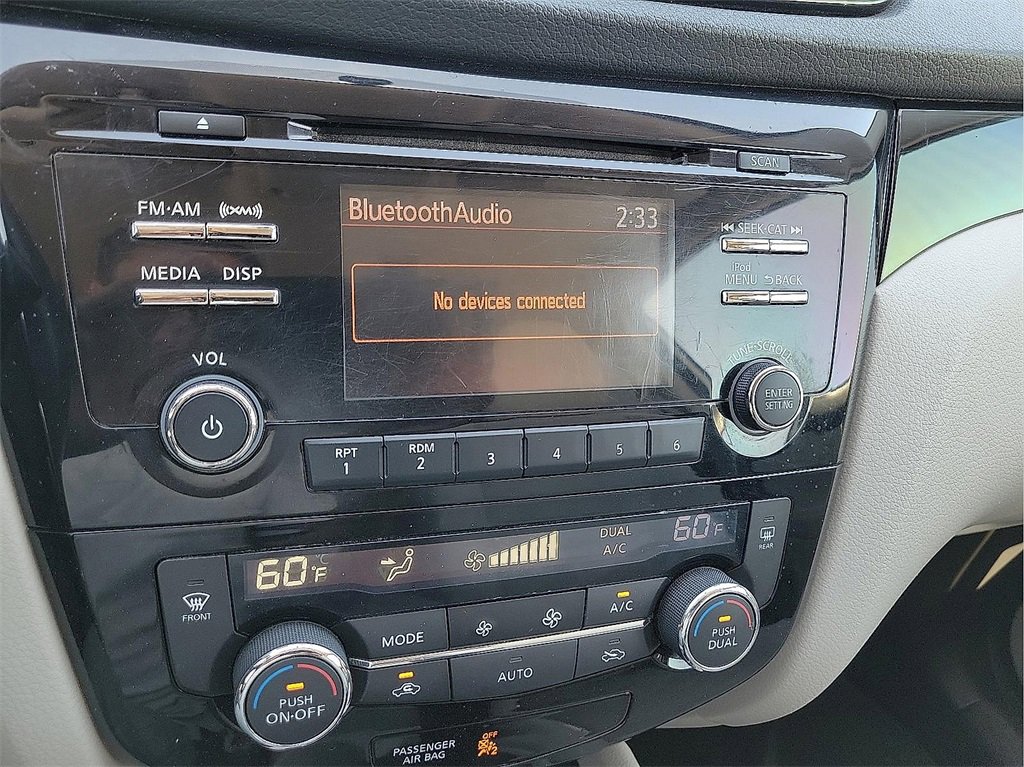 SCAN
FM·AM ((XM))
BluetoothAudio 2:33
SEEK·CAT
MEDIA DISP
iPod
MENU BACK
No devices connected
VOL
TUNE·SCROLL
ENTER
SETTING
RPT
1
RDM
2
3
4
5
6
60°F
°C
DUAL
A/C
60°F
REAR
FRONT
MODE
A/C
PUSH
DUAL
AUTO
PUSH
ON·OFF
PASSENGER
AIR BAG
OFF
2